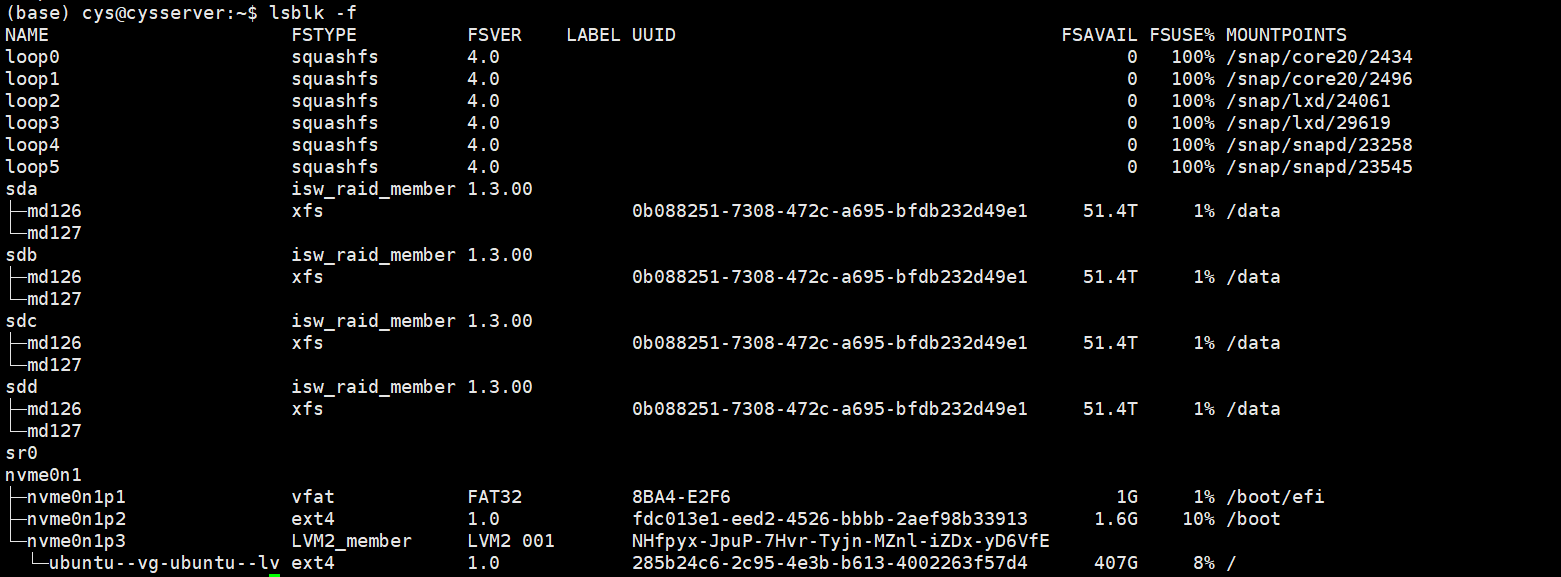 (base) cys@cysserver:~$ lsblk -f
NAME FSTYPE FSVER LABEL UUID FSAVAIL FSUSE% MOUNTPOINTS
loop0 squashfs 4.0 0 100% /snap/core20/2434
loop1 squashfs 4.0 0 100% /snap/core20/2496
loop2 squashfs 4.0 0 100% /snap/lxd/24061
loop3 squashfs 4.0 0 100% /snap/lxd/29619
loop4 squashfs 4.0 0 100% /snap/snapd/23258
loop5 squashfs 4.0 0 100% /snap/snapd/23545
sda isw_raid_member 1.3.00
├─md126 xfs 0b088251-7308-472c-a695-bfdb232d49e1 51.4T 1% /data
└─md127
sdb isw_raid_member 1.3.00
├─md126 xfs 0b088251-7308-472c-a695-bfdb232d49e1 51.4T 1% /data
└─md127
sdc isw_raid_member 1.3.00
├─md126 xfs 0b088251-7308-472c-a695-bfdb232d49e1 51.4T 1% /data
└─md127
sdd isw_raid_member 1.3.00
├─md126 xfs 0b088251-7308-472c-a695-bfdb232d49e1 51.4T 1% /data
└─md127
sr0
nvme0n1
├─nvme0n1p1 vfat FAT32 8BA4-E2F6 1G 1% /boot/efi
├─nvme0n1p2 ext4 1.0 fdc013e1-eed2-4526-bbbb-2aef98b33913 1.6G 10% /boot
└─nvme0n1p3 LVM2_member LVM2 001 NHfpyx-JpuP-7Hvr-Tyjn-MZnl-iZDx-yD6VfE
└─ubuntu--vg-ubuntu--lv ext4 1.0 285b24c6-2c95-4e3b-b613-4002263f57d4 407G 8% /